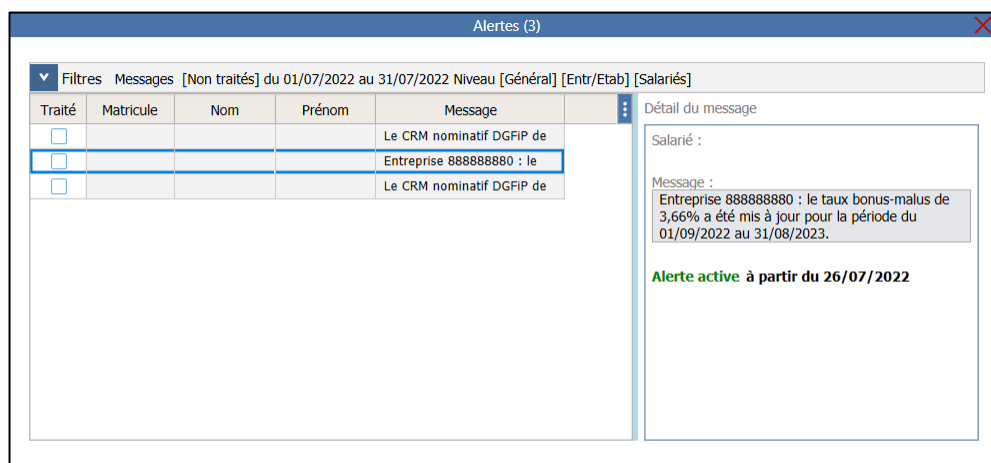 Alertes (3)
Filtres Messages [Non traités] du 01/07/2022 au 31/07/2022 Niveau [Général] [Entr/Etab] [Salariés]
Traité Matricule Nom Prénom Message
Le CRM nominatif DGFiP de
Entreprise 888888880 : le
Le CRM nominatif DGFiP de
Détail du message
Salarié :
Message :
Entreprise 888888880 : le taux bonus-malus de
3,66% a été mis à jour pour la période du
01/09/2022 au 31/08/2023.
Alerte active à partir du 26/07/2022